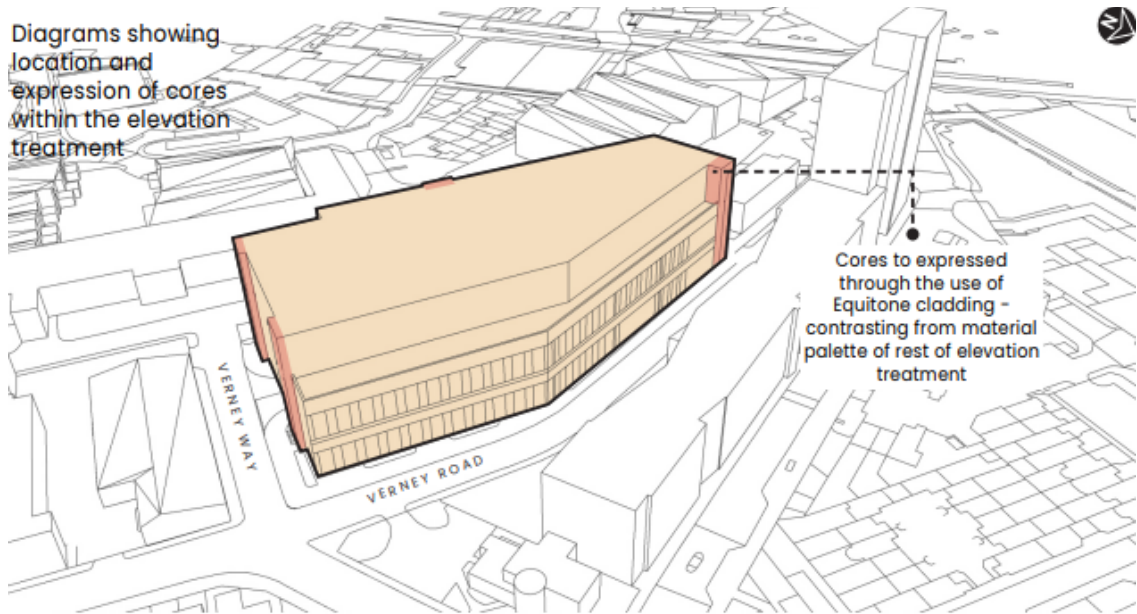 Diagrams showing
location and
expression of cores
within the elevation
treatment
N
Cores to expressed
through the use of
Equitone cladding -
contrasting from material
palette of rest of elevation
treatment
VERNEY WAY
VERNEY ROAD